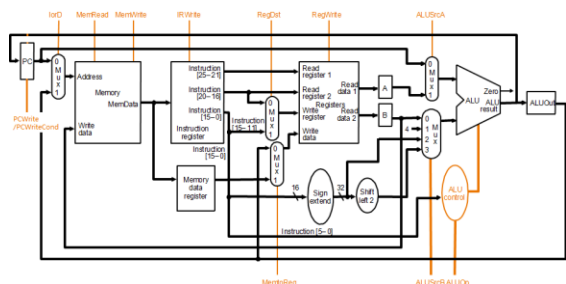 IorD MemRead MemWrite IRWrite RegDst RegWrite ALUSrcA
PC
0
M
u
x
1
Address
Memory
MemData
Write
data
PCWrite
/PCWriteCond
Instruction
[25–21]
Instruction
[20–16]
Instruction
[15–0]
Instruction
register
Instruction
[15–0]
Memory
data
register
[15–11]
0
M
u
x
1
0
M
u
x
1
Read
register 1
Read
register 2
Registers
Write
register
Write
data
Read
data 1
Read
data 2
A
B
4
0
M
u
x
1
0
1 Mux
2
3
Zero
ALU
ALU
result
ALUOut
16
Sign
extend
32
Shift
left 2
ALU
control
Instruction [5–0]
MemtoReg ALUSrcB ALUOp